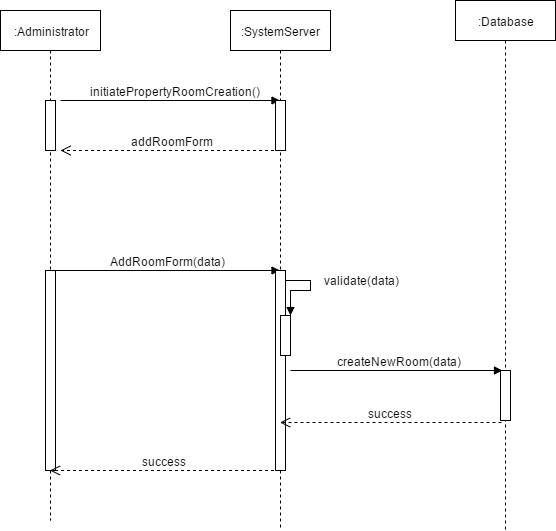 :Administrator
:SystemServer
:Database
initiatePropertyRoomCreation()
addRoomForm
AddRoomForm(data)
validate(data)
createNewRoom(data)
success
success